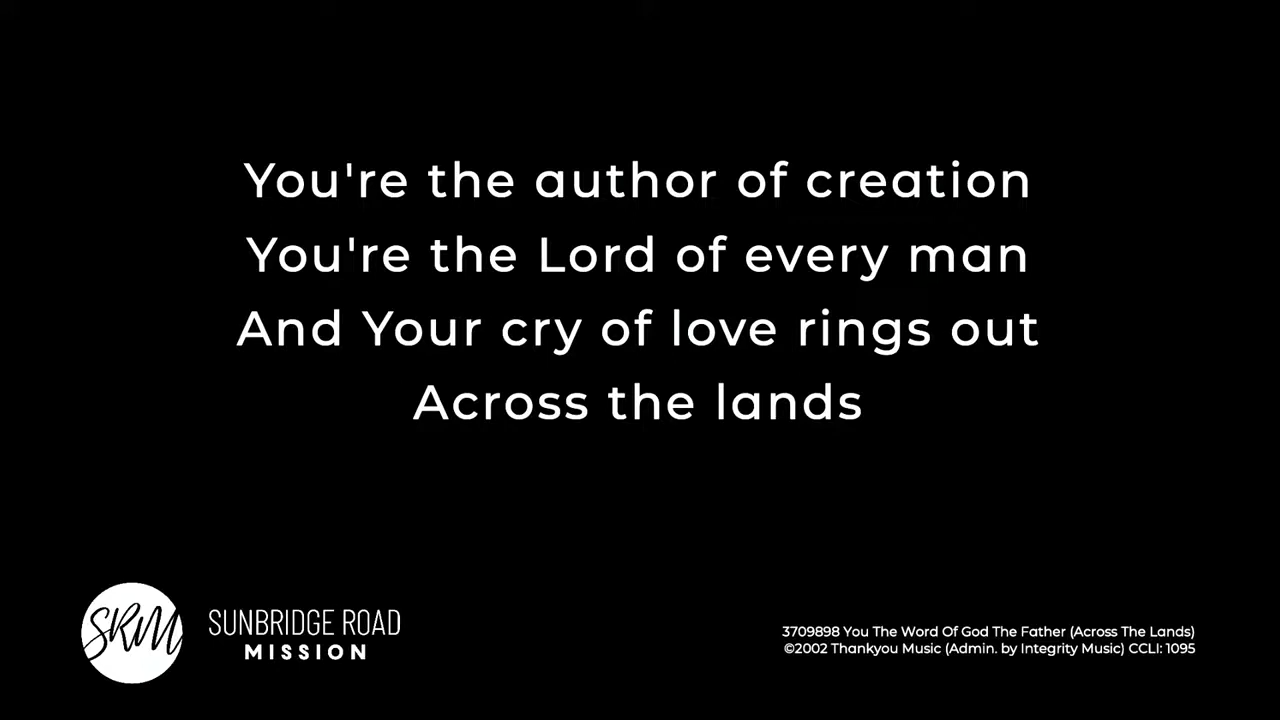 You're the author of creation
You're the Lord of every man
And Your cry of love rings out
Across the lands
SRM
SUNBRIDGE ROAD
MISSION
3709898 You The Word Of God The Father (Across The Lands)
©2002 Thankyou Music (Admin. by Integrity Music) CCLI: 1095